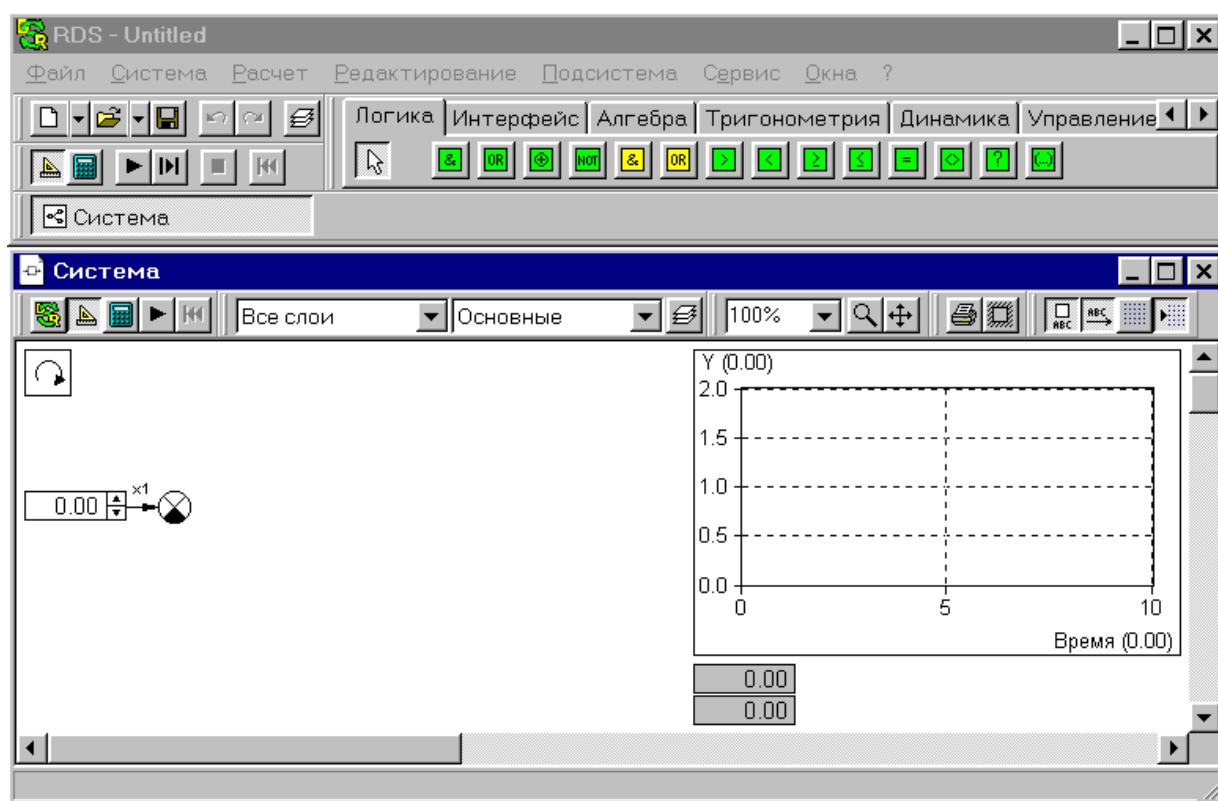 RDS - Untitled
Файл Система Расчет Редактирование Подсистема Сервис Окна ?
Логика Интерфейс Алгебра Тригонометрия Динамика Управление
& OR ⊕ NOT & OR > < ≥ ≤ = <> ? (...)
Система
Система
Все слои Основные 100% ABC ABC
Y (0.00)
2.0
1.5
x1
1.0
0.00
0.5
0.0
0 5 10
Время (0.00)
0.00
0.00